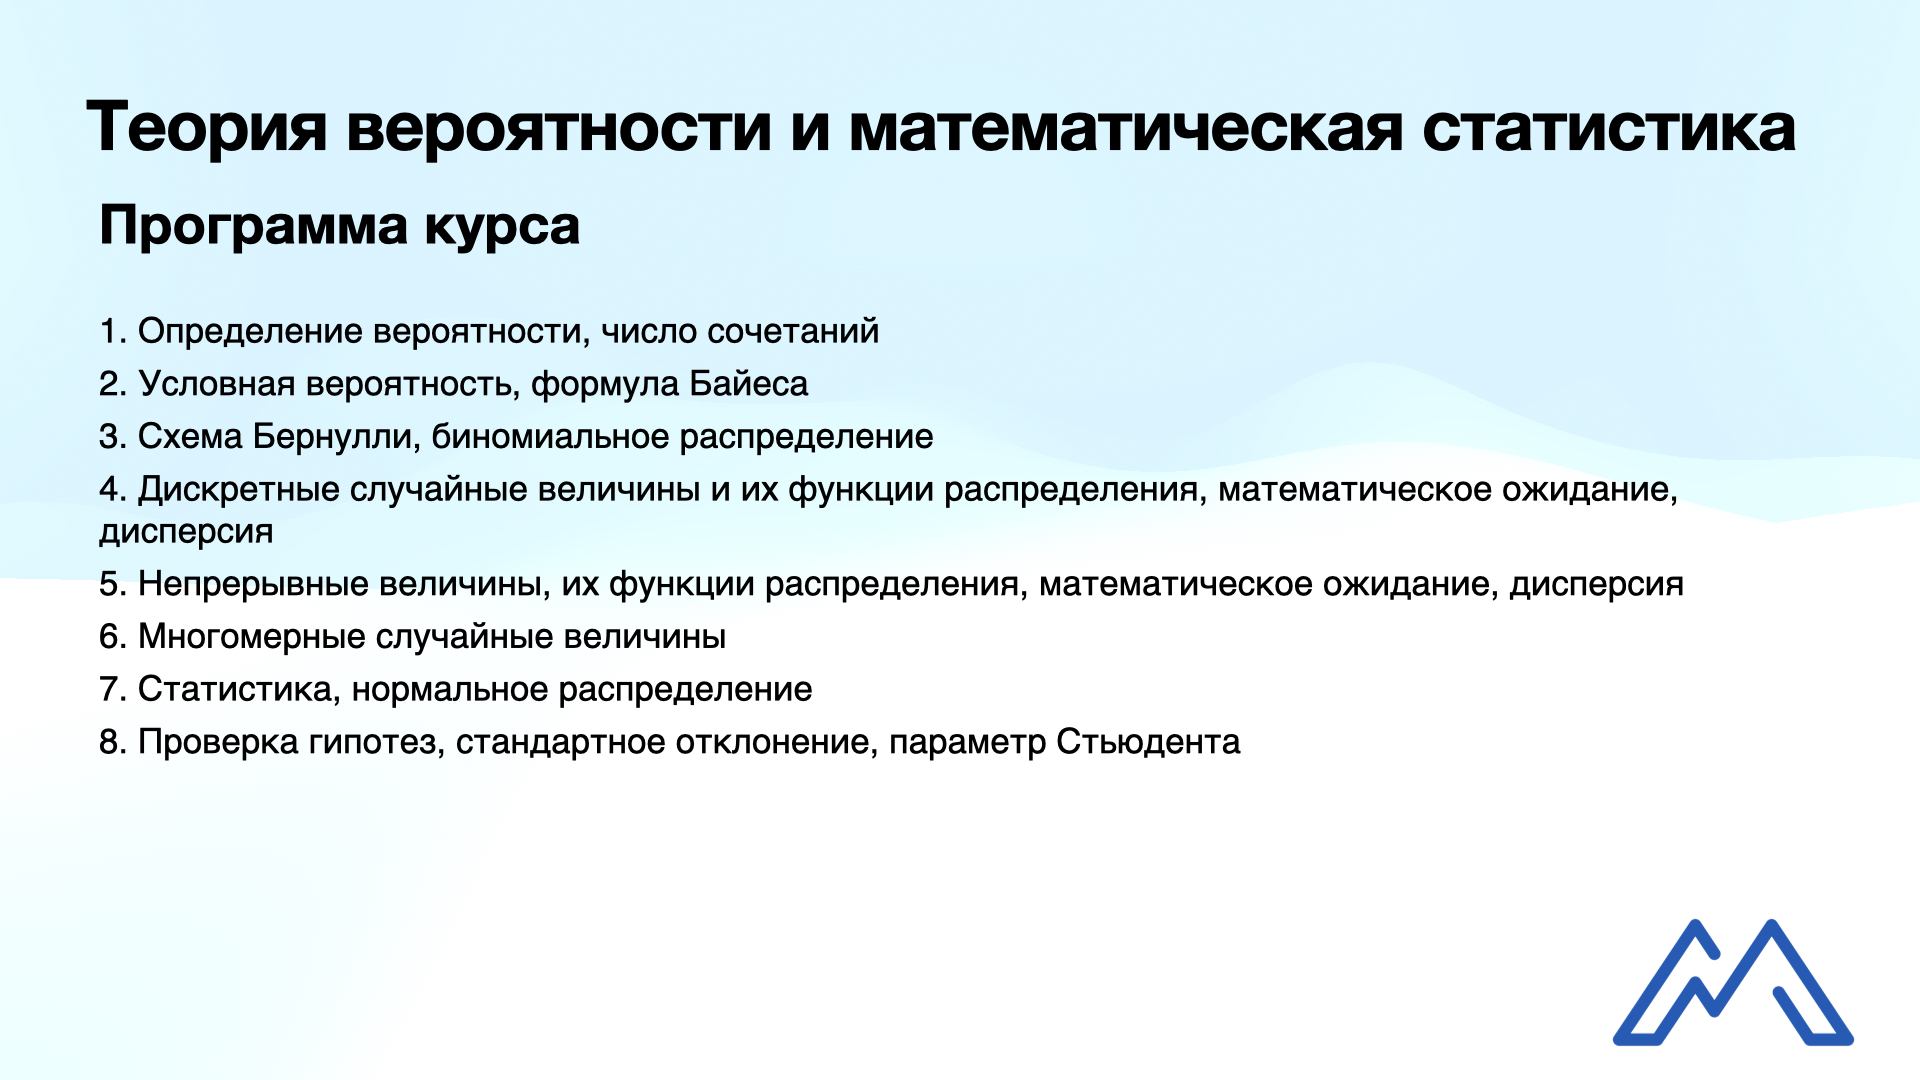 Теория вероятности и математическая статистика
Программа курса
1. Определение вероятности, число сочетаний
2. Условная вероятность, формула Байеса
3. Схема Бернулли, биномиальное распределение
4. Дискретные случайные величины и их функции распределения, математическое ожидание,
дисперсия
5. Непрерывные величины, их функции распределения, математическое ожидание, дисперсия
6. Многомерные случайные величины
7. Статистика, нормальное распределение
8. Проверка гипотез, стандартное отклонение, параметр Стьюдента